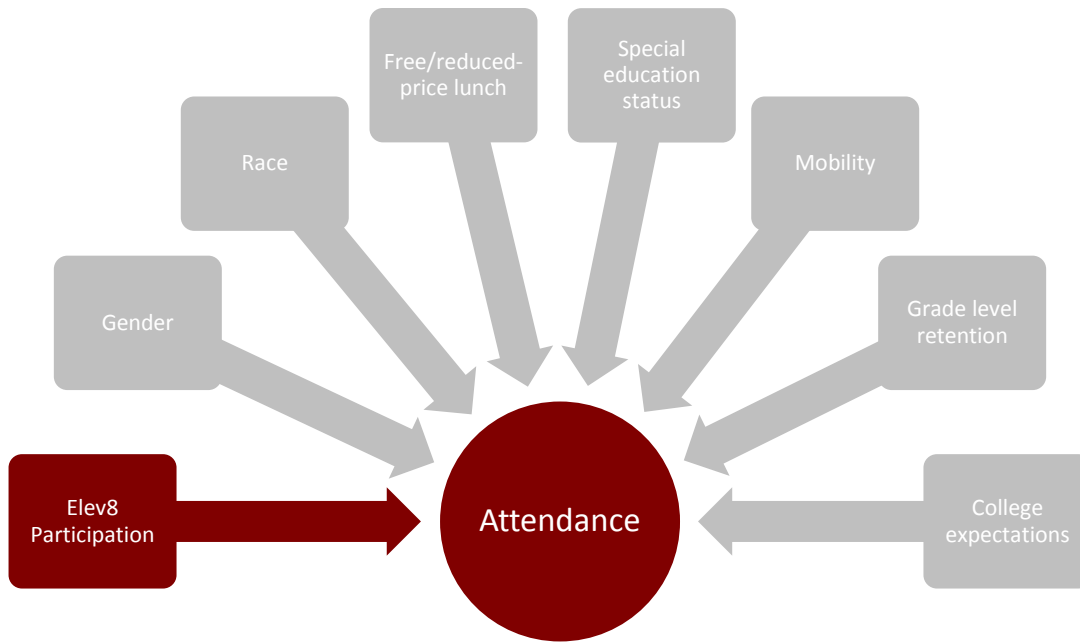 Free/reduced-
price lunch
Special
education
status
Race
Mobility
Gender
Grade level
retention
Elev8
Participation
Attendance
College
expectations